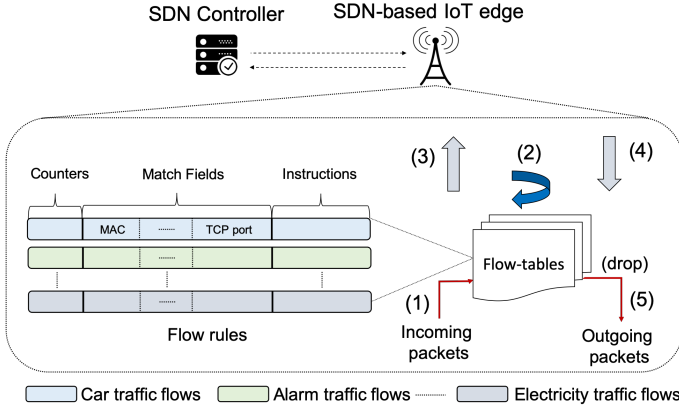 SDN Controller
SDN-based IoT edge
(3)
(2)
(4)
Counters
Match Fields
Instructions
MAC
........
TCP port
........
........
Flow rules
Flow-tables
(drop)
(1)
(5)
Incoming
packets
Outgoing
packets
Car traffic flows
Alarm traffic flows
Electricity traffic flows